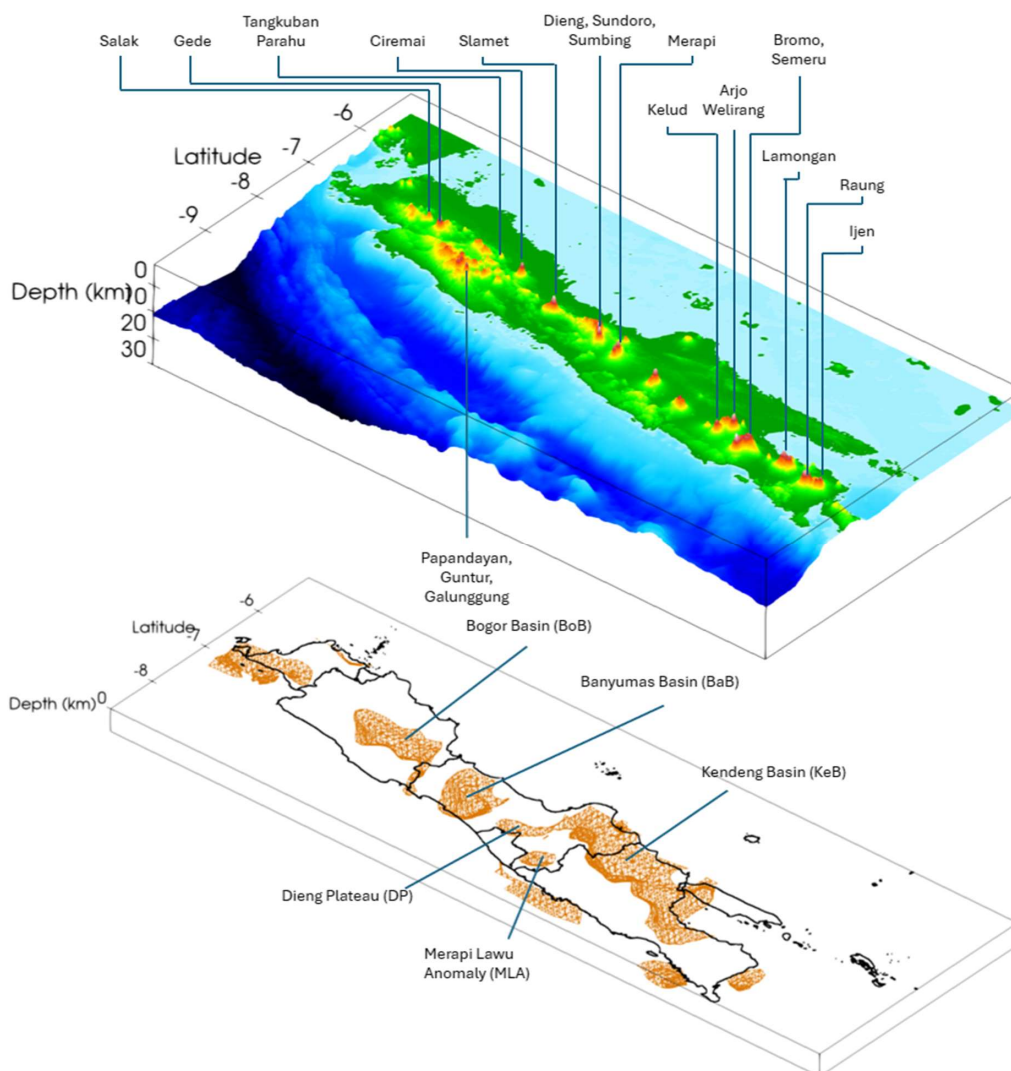 Salak
Gede
Tangkuban
Parahu
Ciremai
Slamet
Dieng, Sundoro,
Sumbing
Merapi
Bromo,
Semeru
Kelud
Arjo
Welirang
Lamongan
Raung
Ijen
Latitude
-6
-7
-8
-9
Depth (km)
0
10
20
30
Papandayan,
Guntur,
Galunggung
Bogor Basin (BoB)
Banyumas Basin (BaB)
Kendeng Basin (KeB)
Latitude
-6
-7
-8
Depth (km)
0
Dieng Plateau (DP)
Merapi Lawu
Anomaly (MLA)